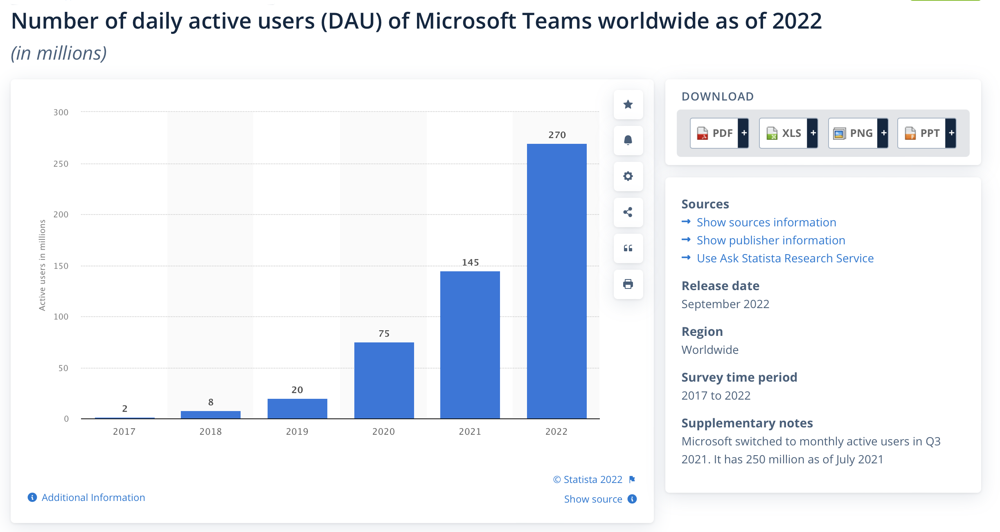 Number of daily active users (DAU) of Microsoft Teams worldwide as of 2022
(in millions)
300
250
200
150
100
50
0
Active users in millions
2
8
20
75
145
270
2017
2018
2019
2020
2021
2022
© Statista 2022
Additional Information
Show source
DOWNLOAD
PDF +
XLS +
PNG +
PPT +
Sources
→ Show sources information
→ Show publisher information
→ Use Ask Statista Research Service
Release date
September 2022
Region
Worldwide
Survey time period
2017 to 2022
Supplementary notes
Microsoft switched to monthly active users in Q3
2021. It has 250 million as of July 2021